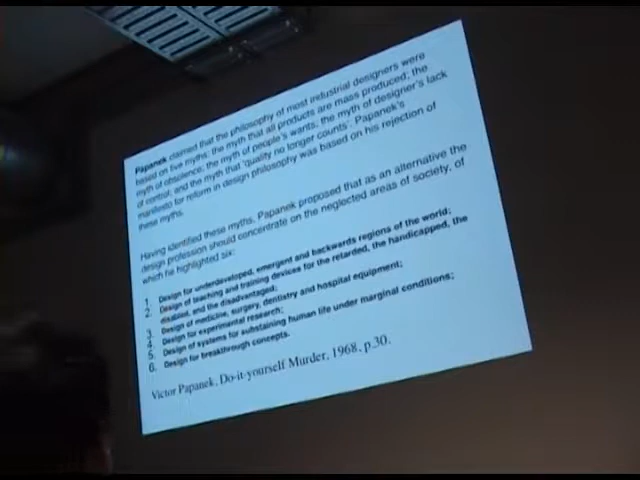 Papanek claimed that the philosophy of most industrial designers were
based on five myths: the myth that all products are mass produced; the
myth of obsolence; the myth of people's wants; the myth of designer's lack
of control; and the myth that 'quality no longer counts'. Papanek's
manifesto for reform in design philosophy was based on his rejection of
these myths.
Having identified these myths, Papanek proposed that as an alternative the
design profession should concentrate on the neglected areas of society, of
which he highlighted six:
1. Design for underdeveloped, emergent and backwards regions of the world;
2. Design of teaching and training devices for the retarded, the handicapped, the
disabled, and the disadvantaged;
3. Design of medicine, surgery, dentistry and hospital equipment;
4. Design for experimental research;
5. Design of systems for substaining human life under marginal conditions;
6. Design for breakthrough concepts.
Victor Papanek, Do-it-yourself Murder, 1968, p.30.